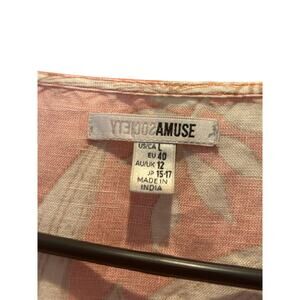 SOCIETY AMUSE
US/CA L
EU 40
AU/UK 12
JP 15-17
MADE IN
INDIA